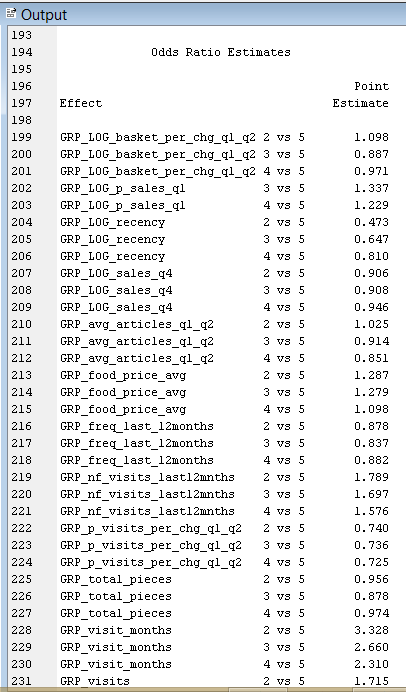 Output
193
194 Odds Ratio Estimates
195
196 Point
197 Effect Estimate
198
199 GRP_LOG_basket_per_chg_q1_q2 2 vs 5 1.098
200 GRP_LOG_basket_per_chg_q1_q2 3 vs 5 0.887
201 GRP_LOG_basket_per_chg_q1_q2 4 vs 5 0.971
202 GRP_LOG_p_sales_q1 3 vs 5 1.337
203 GRP_LOG_p_sales_q1 4 vs 5 1.229
204 GRP_LOG_recency 2 vs 5 0.473
205 GRP_LOG_recency 3 vs 5 0.647
206 GRP_LOG_recency 4 vs 5 0.810
207 GRP_LOG_sales_q4 2 vs 5 0.906
208 GRP_LOG_sales_q4 3 vs 5 0.908
209 GRP_LOG_sales_q4 4 vs 5 0.946
210 GRP_avg_articles_q1_q2 2 vs 5 1.025
211 GRP_avg_articles_q1_q2 3 vs 5 0.914
212 GRP_avg_articles_q1_q2 4 vs 5 0.851
213 GRP_food_price_avg 2 vs 5 1.287
214 GRP_food_price_avg 3 vs 5 1.279
215 GRP_food_price_avg 4 vs 5 1.098
216 GRP_freq_last_12months 2 vs 5 0.878
217 GRP_freq_last_12months 3 vs 5 0.837
218 GRP_freq_last_12months 4 vs 5 0.882
219 GRP_nf_visits_last12mnths 2 vs 5 1.789
220 GRP_nf_visits_last12mnths 3 vs 5 1.697
221 GRP_nf_visits_last12mnths 4 vs 5 1.576
222 GRP_p_visits_per_chg_q1_q2 2 vs 5 0.740
223 GRP_p_visits_per_chg_q1_q2 3 vs 5 0.736
224 GRP_p_visits_per_chg_q1_q2 4 vs 5 0.725
225 GRP_total_pieces 2 vs 5 0.956
226 GRP_total_pieces 3 vs 5 0.878
227 GRP_total_pieces 4 vs 5 0.974
228 GRP_visit_months 2 vs 5 3.328
229 GRP_visit_months 3 vs 5 2.660
230 GRP_visit_months 4 vs 5 2.310
231 GRP_visits 2 vs 5 1.715